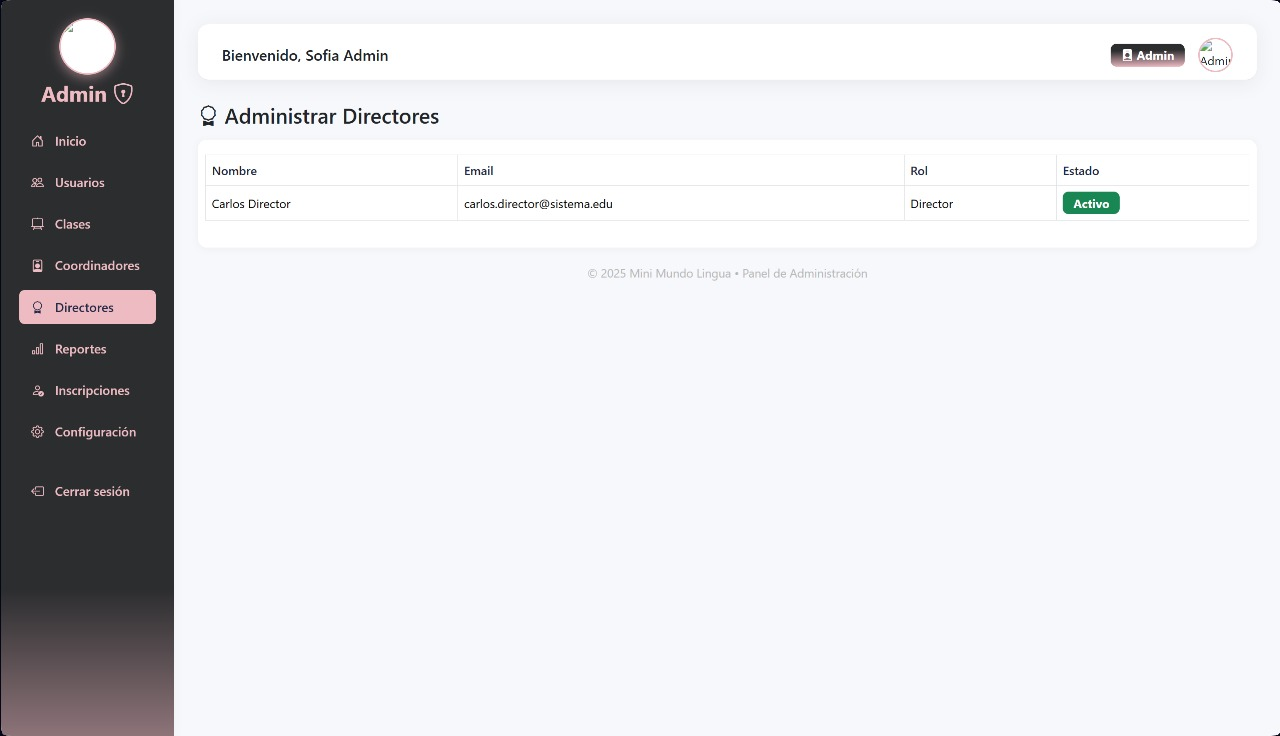 Admin
Inicio
Usuarios
Clases
Coordinadores
Directores
Reportes
Inscripciones
Configuración
Cerrar sesión
Bienvenido, Sofia Admin
Admin
Admi
Administrar Directores
Nombre Email Rol Estado
Carlos Director carlos.director@sistema.edu Director Activo
© 2025 Mini Mundo Lingua • Panel de Administración